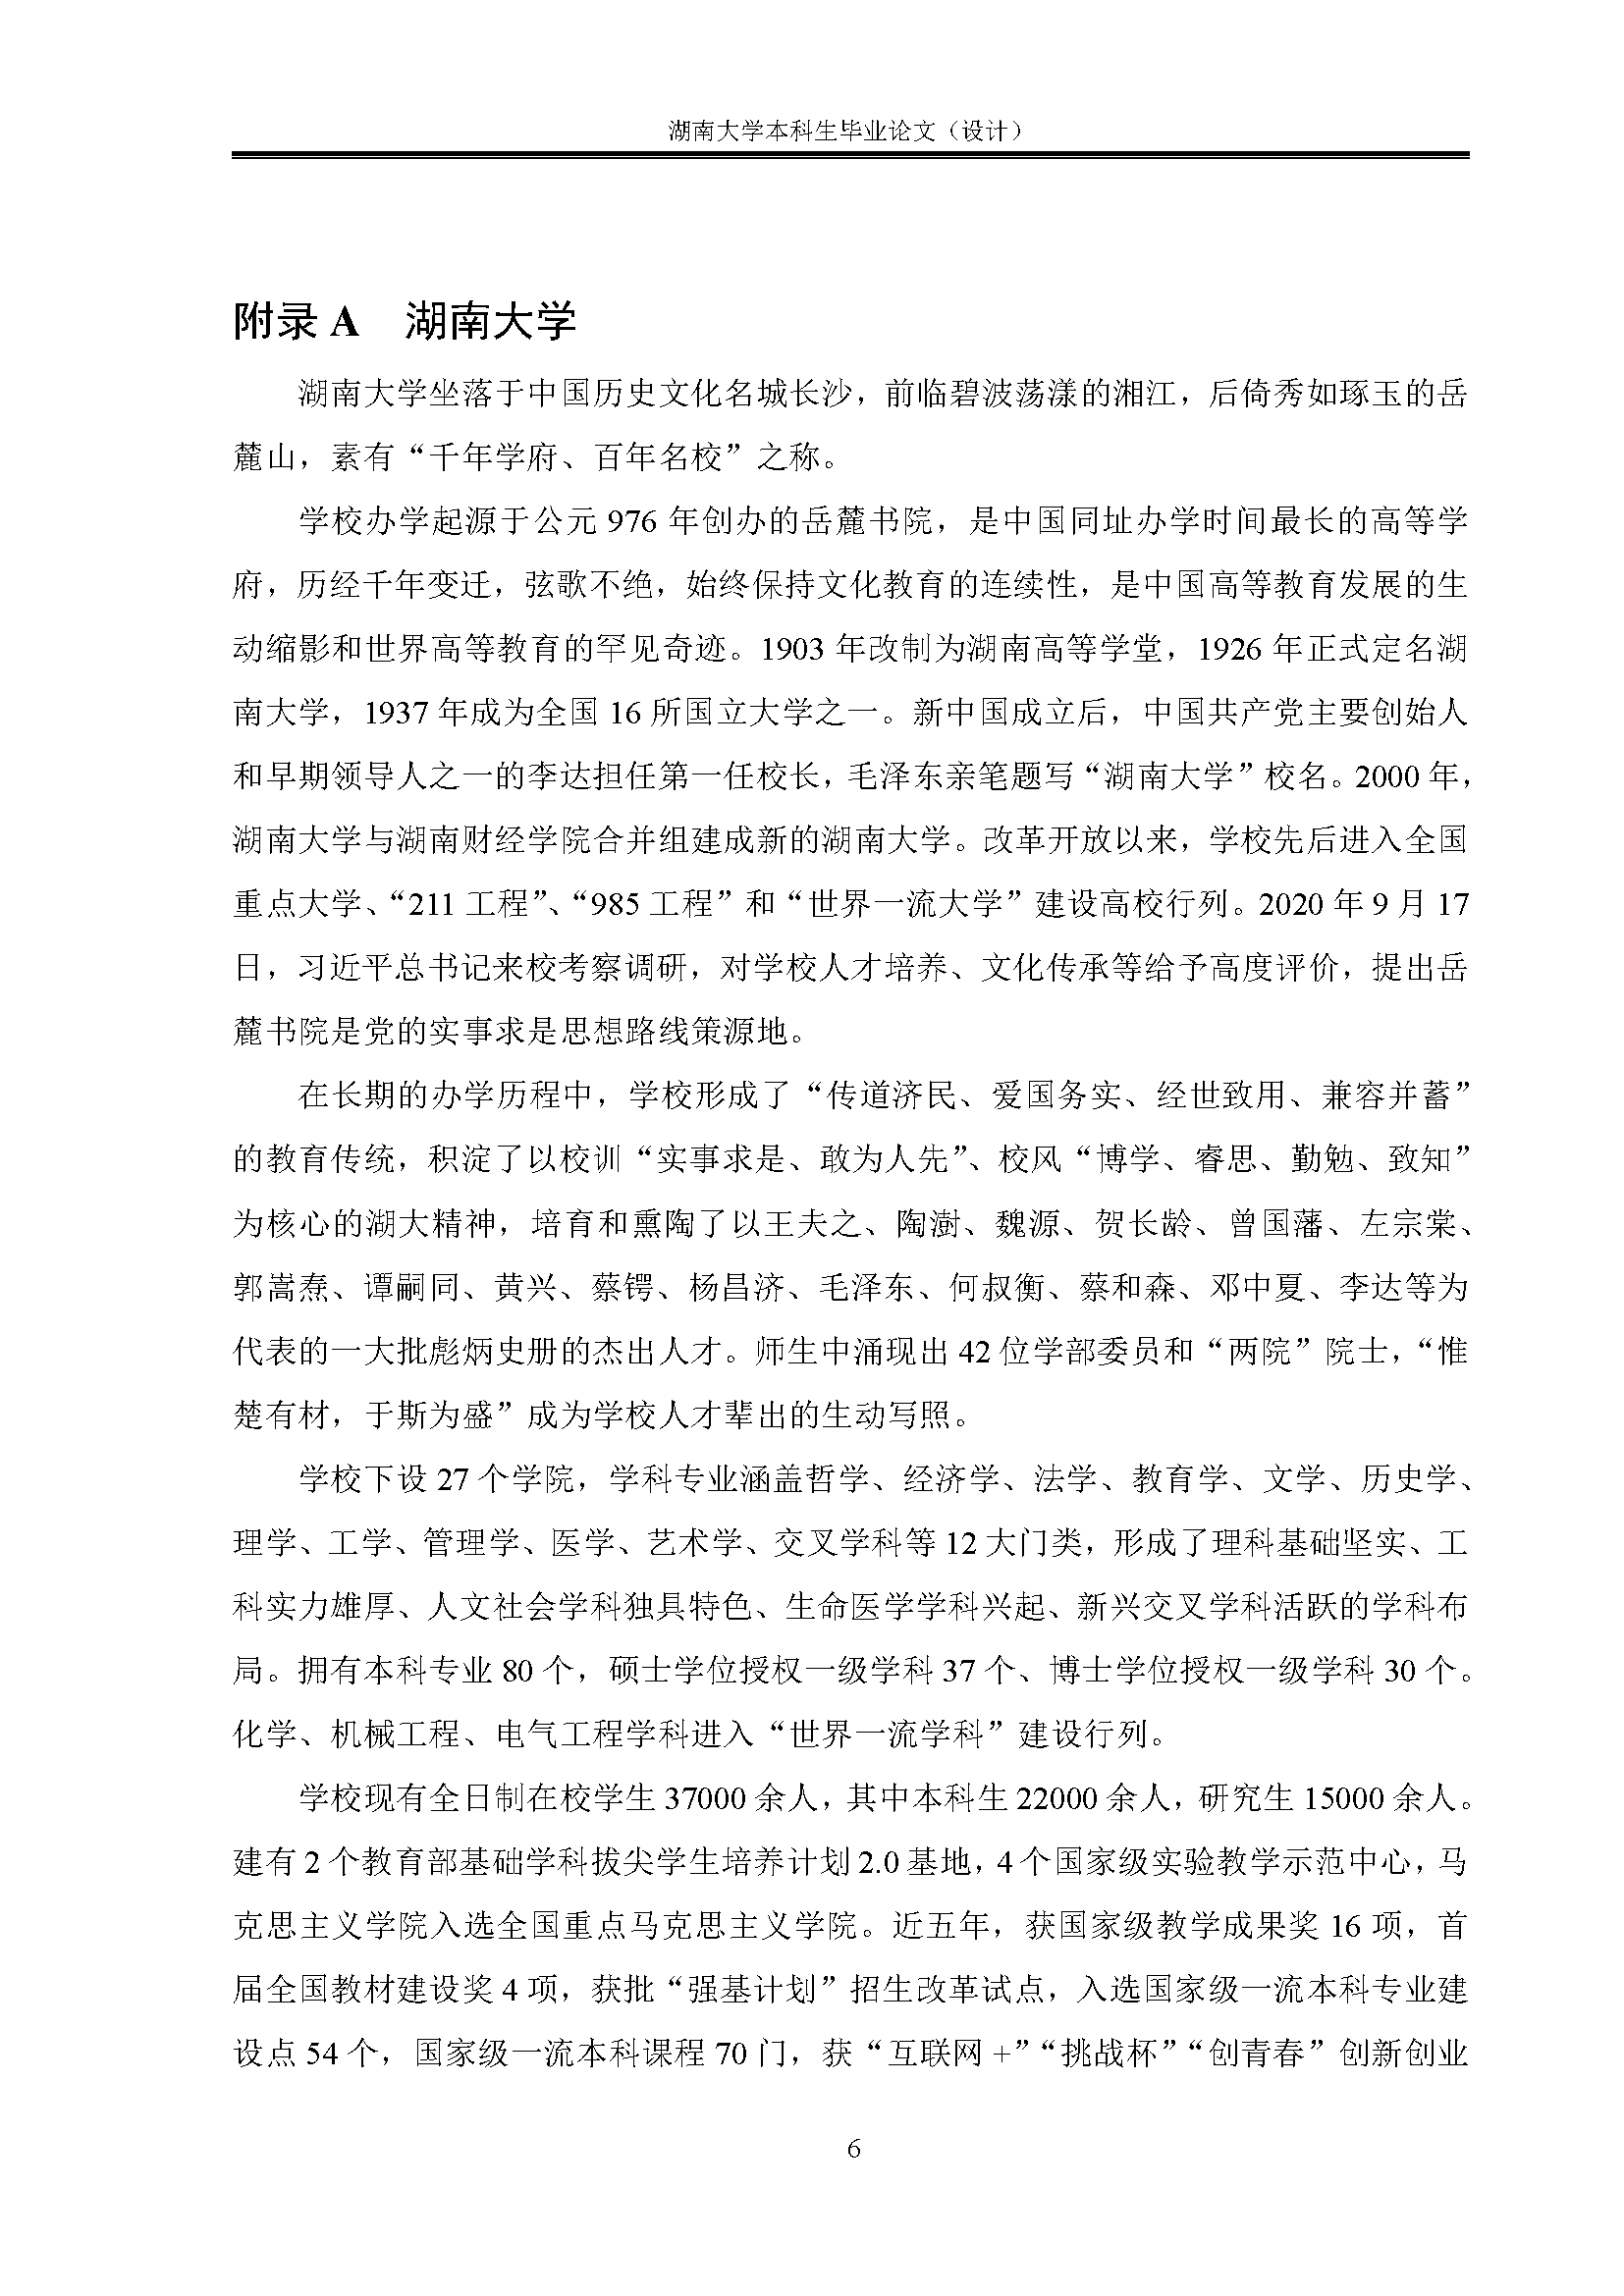 湖南大学本科生毕业论文（设计）
附录 A 湖南大学
湖南大学坐落于中国历史文化名城长沙，前临碧波荡漾的湘江，后倚秀如琢玉的岳
麓山，素有“千年学府、百年名校”之称。
学校办学起源于公元 976 年创办的岳麓书院，是中国同址办学时间最长的高等学
府，历经千年变迁，弦歌不绝，始终保持文化教育的连续性，是中国高等教育发展的生
动缩影和世界高等教育的罕见奇迹。1903 年改制为湖南高等学堂，1926 年正式定名湖
南大学，1937 年成为全国 16 所国立大学之一。新中国成立后，中国共产党主要创始人
和早期领导人之一的李达担任第一任校长，毛泽东亲笔题写“湖南大学”校名。2000 年，
湖南大学与湖南财经学院合并组建成新的湖南大学。改革开放以来，学校先后进入全国
重点大学、“211 工程”、“985 工程”和“世界一流大学”建设高校行列。2020 年 9 月 17
日，习近平总书记来校考察调研，对学校人才培养、文化传承等给予高度评价，提出岳
麓书院是党的实事求是思想路线策源地。
在长期的办学历程中，学校形成了“传道济民、爱国务实、经世致用、兼容并蓄”
的教育传统，积淀了以校训“实事求是、敢为人先”、校风“博学、睿思、勤勉、致知”
为核心的湖大精神，培育和熏陶了以王夫之、陶澍、魏源、贺长龄、曾国藩、左宗棠、
郭嵩焘、谭嗣同、黄兴、蔡锷、杨昌济、毛泽东、何叔衡、蔡和森、邓中夏、李达等为
代表的一大批彪炳史册的杰出人才。师生中涌现出 42 位学部委员和“两院”院士，“惟
楚有材，于斯为盛”成为学校人才辈出的生动写照。
学校下设 27 个学院，学科专业涵盖哲学、经济学、法学、教育学、文学、历史学、
理学、工学、管理学、医学、艺术学、交叉学科等 12 大门类，形成了理科基础坚实、工
科实力雄厚、人文社会学科独具特色、生命医学学科兴起、新兴交叉学科活跃的学科布
局。拥有本科专业 80 个，硕士学位授权一级学科 37 个、博士学位授权一级学科 30 个。
化学、机械工程、电气工程学科进入“世界一流学科”建设行列。
学校现有全日制在校学生 37000 余人，其中本科生 22000 余人，研究生 15000 余人。
建有 2 个教育部基础学科拔尖学生培养计划 2.0 基地，4 个国家级实验教学示范中心，马
克思主义学院入选全国重点马克思主义学院。近五年，获国家级教学成果奖 16 项，首
届全国教材建设奖 4 项，获批“强基计划”招生改革试点，入选国家级一流本科专业建
设点 54 个，国家级一流本科课程 70 门，获“互联网 +”“挑战杯”“创青春”创新创业
6